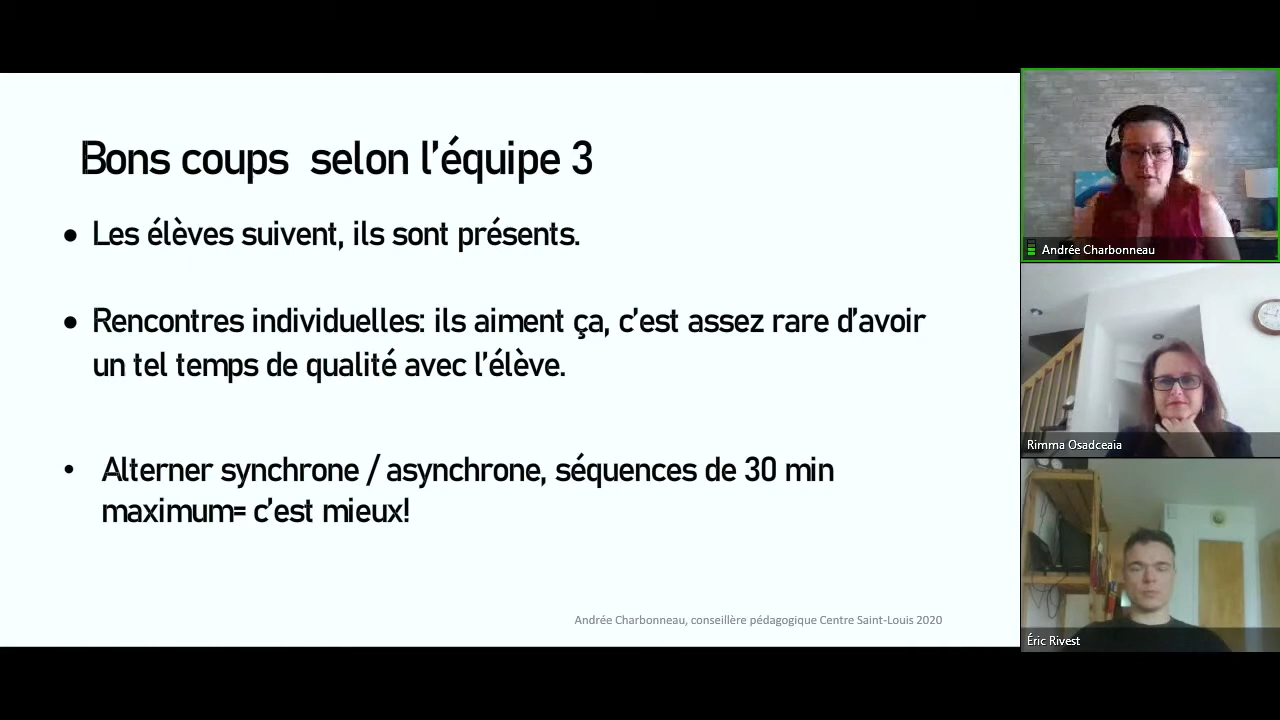 Bons coups  selon l'équipe 3
• Les élèves suivent, ils sont présents.
• Rencontres individuelles: ils aiment ça, c'est assez rare d'avoir
un tel temps de qualité avec l'élève.
• Alterner synchrone / asynchrone, séquences de 30 min
maximum= c'est mieux!
Andrée Charbonneau, conseillère pédagogique Centre Saint-Louis 2020
Andrée Charbonneau
Rimma Osadceaia
Éric Rivest